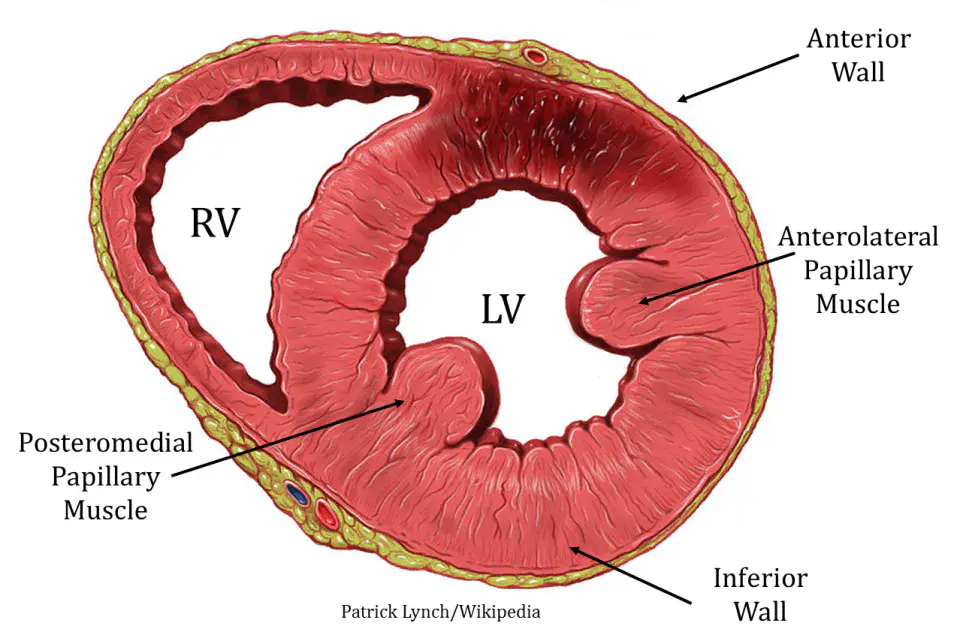 Anterior
Wall
RV
Anterolateral
Papillary
Muscle
LV
Posteromedial
Papillary
Muscle
Inferior
Wall
Patrick Lynch/Wikipedia